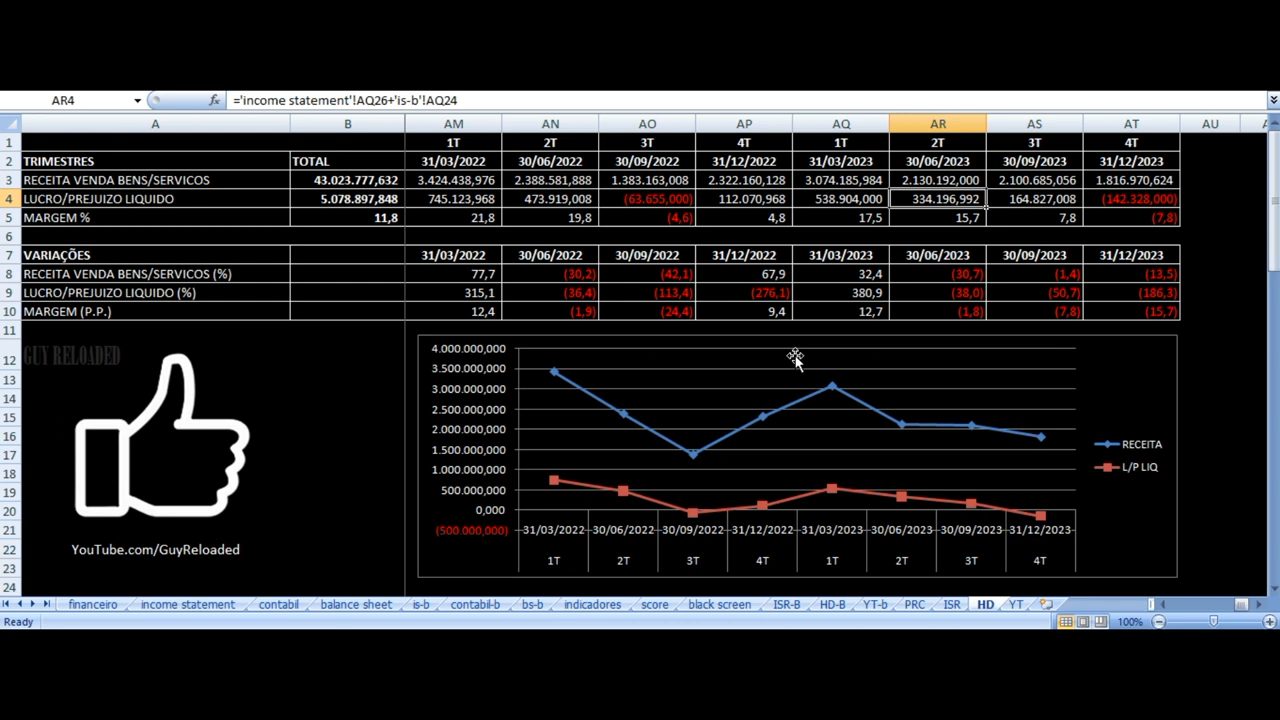 AR4 fx ='income statement'!AQ26+'is-b'!AQ24
A B AM AN AO AP AQ AR AS AT AU
1 1T 2T 3T 4T 1T 2T 3T 4T
2 TRIMESTRES TOTAL 31/03/2022 30/06/2022 30/09/2022 31/12/2022 31/03/2023 30/06/2023 30/09/2023 31/12/2023
3 RECEITA VENDA BENS/SERVICOS 43.023.777,632 3.424.438,976 2.388.581,888 1.383.163,008 2.322.160,128 3.074.185,984 2.130.192,000 2.100.685,056 1.816.970,624
4 LUCRO/PREJUIZO LIQUIDO 5.078.897,848 745.123,968 473.919,008 (63.655,000) 112.070,968 538.904,000 334.196,992 164.827,008 (142.328,000)
5 MARGEM % 11,8 21,8 19,8 (4,6) 4,8 17,5 15,7 7,8 (7,8)
6
7 VARIAÇÕES 31/03/2022 30/06/2022 30/09/2022 31/12/2022 31/03/2023 30/06/2023 30/09/2023 31/12/2023
8 RECEITA VENDA BENS/SERVICOS (%) 77,7 (30,2) (42,1) 67,9 32,4 (30,7) (1,4) (13,5)
9 LUCRO/PREJUIZO LIQUIDO (%) 315,1 (36,4) (113,4) (276,1) 380,9 (38,0) (50,7) (186,3)
10 MARGEM (P.P.) 12,4 (1,9) (24,4) 9,4 12,7 (1,8) (7,8) (15,7)
11
12 GUY RELOADED
13
14
15
16
17
18
19
20
21
22
23
24
YouTube.com/GuyReloaded
4.000.000,000
3.500.000,000
3.000.000,000
2.500.000,000
2.000.000,000
1.500.000,000
1.000.000,000
500.000,000
0,000
(500.000,000)
31/03/2022 30/06/2022 30/09/2022 31/12/2022 31/03/2023 30/06/2023 30/09/2023 31/12/2023
1T 2T 3T 4T 1T 2T 3T 4T
RECEITA
L/P LIQ
financeiro income statement contabil balance sheet is-b contabil-b bs-b indicadores score black screen ISR-B HD-B YT-b PRC ISR HD YT
Ready 100%